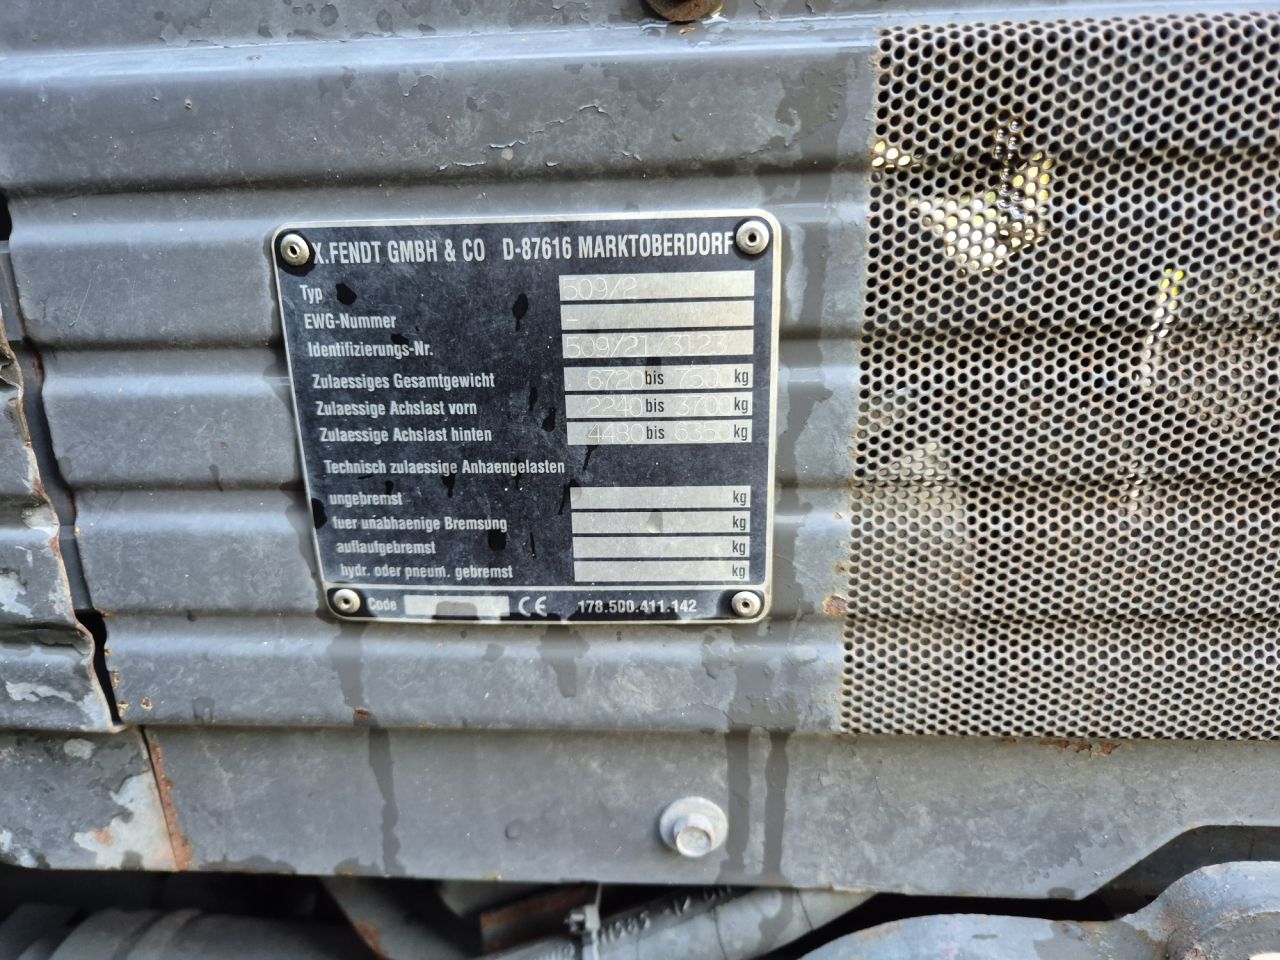 X.FENDT GMBH & CO D-87616 MARKTOBERDORF
Typ 509/2
EWG-Nummer -
Identifizierungs-Nr. 509/21/3123
Zulaessiges Gesamtgewicht 6720 bis 7500 kg
Zulaessige Achslast vorn 2240 bis 3700 kg
Zulaessige Achslast hinten 4480 bis 6350 kg
Technisch zulaessige Anhaengelasten
ungebremst kg
fuer unabhaenige Bremsung kg
auflaufgebremst kg
hydr. oder pneum. gebremst kg
Code CE 178.500.411.142